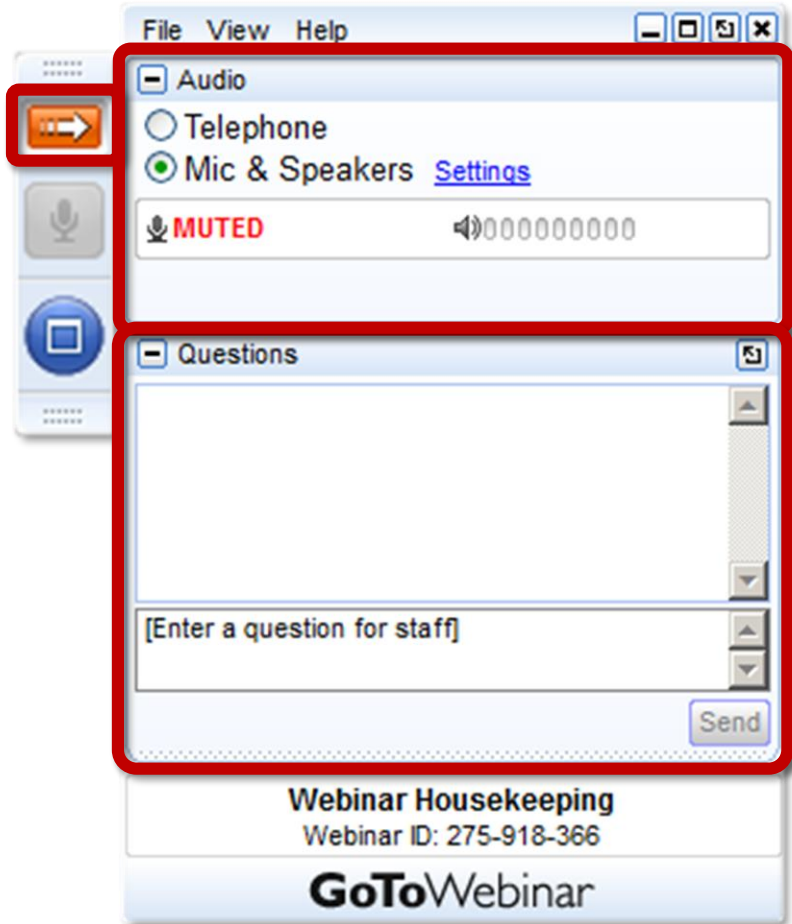 File View Help
Audio
Telephone
Mic & Speakers Settings
MUTED
Questions
[Enter a question for staff]
Send
Webinar Housekeeping
Webinar ID: 275-918-366
GoToWebinar